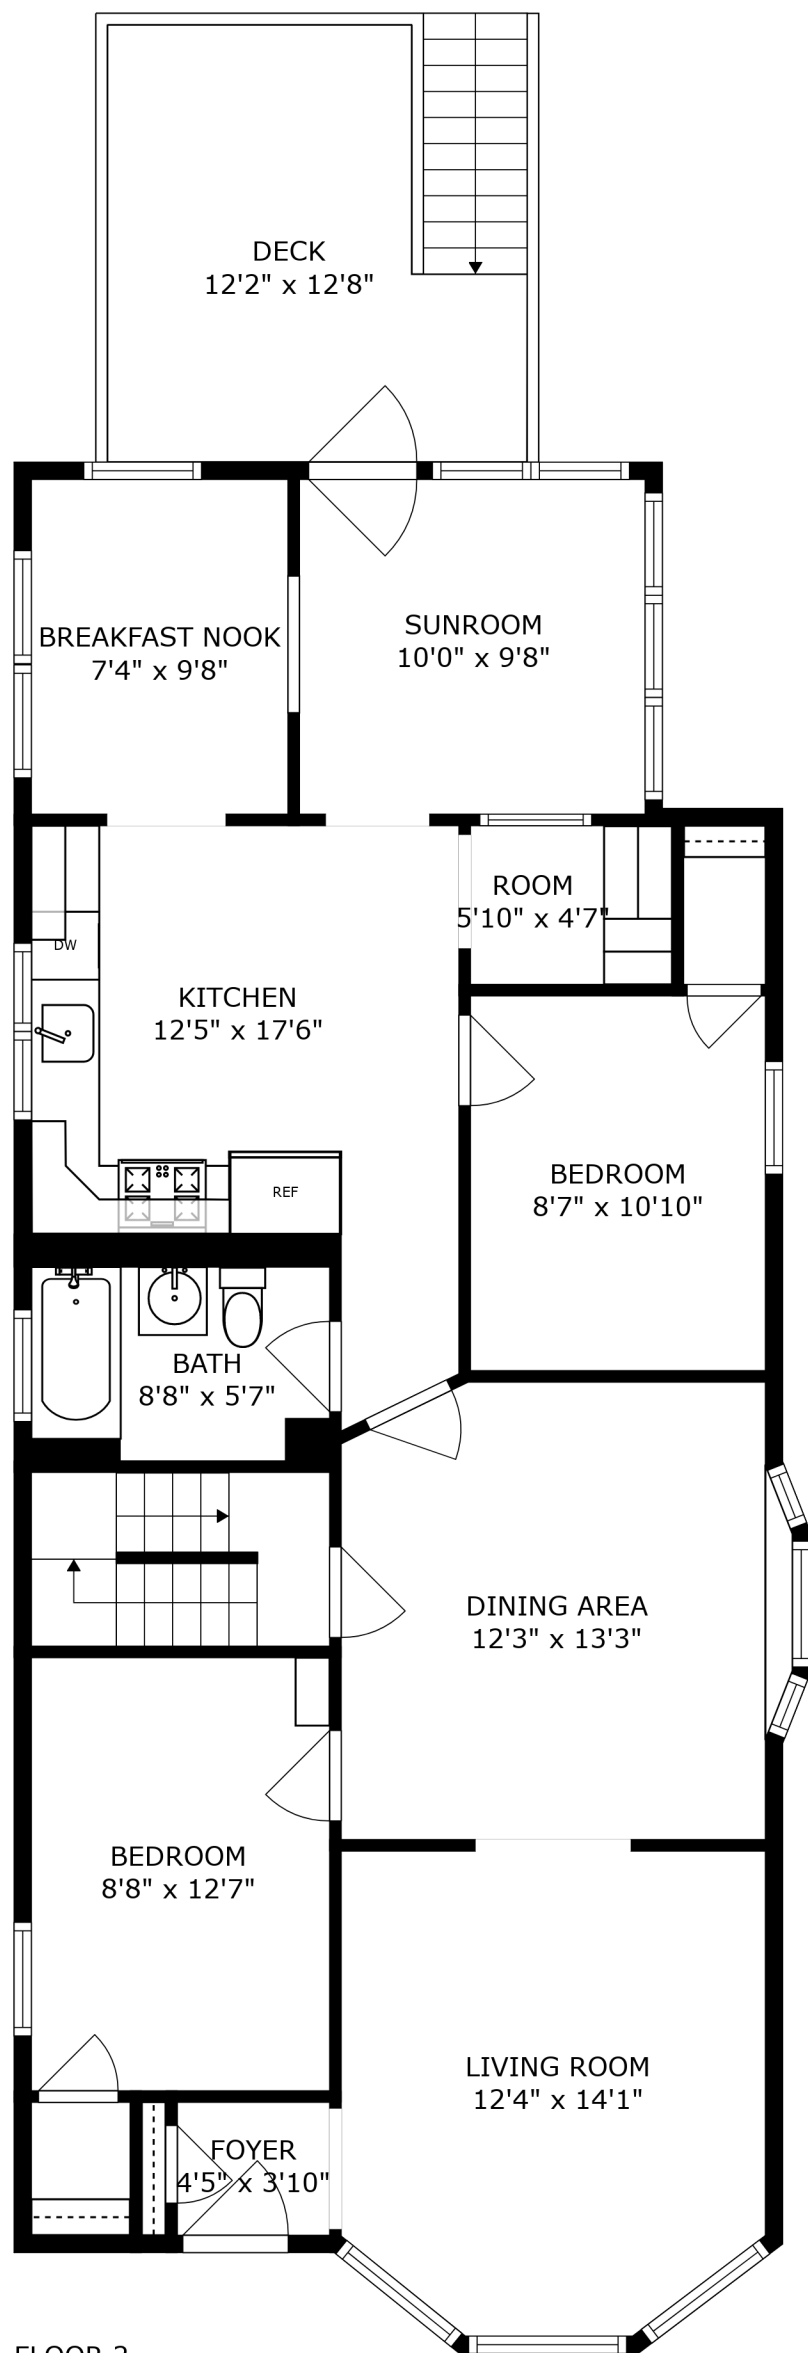 DECK
12'2" x 12'8"
BREAKFAST NOOK
7'4" x 9'8"
SUNROOM
10'0" x 9'8"
ROOM
5'10" x 4'7"
DW
KITCHEN
12'5" x 17'6"
BEDROOM
8'7" x 10'10"
REF
BATH
8'8" x 5'7"
DINING AREA
12'3" x 13'3"
BEDROOM
8'8" x 12'7"
LIVING ROOM
12'4" x 14'1"
FOYER
4'5" x 3'10"